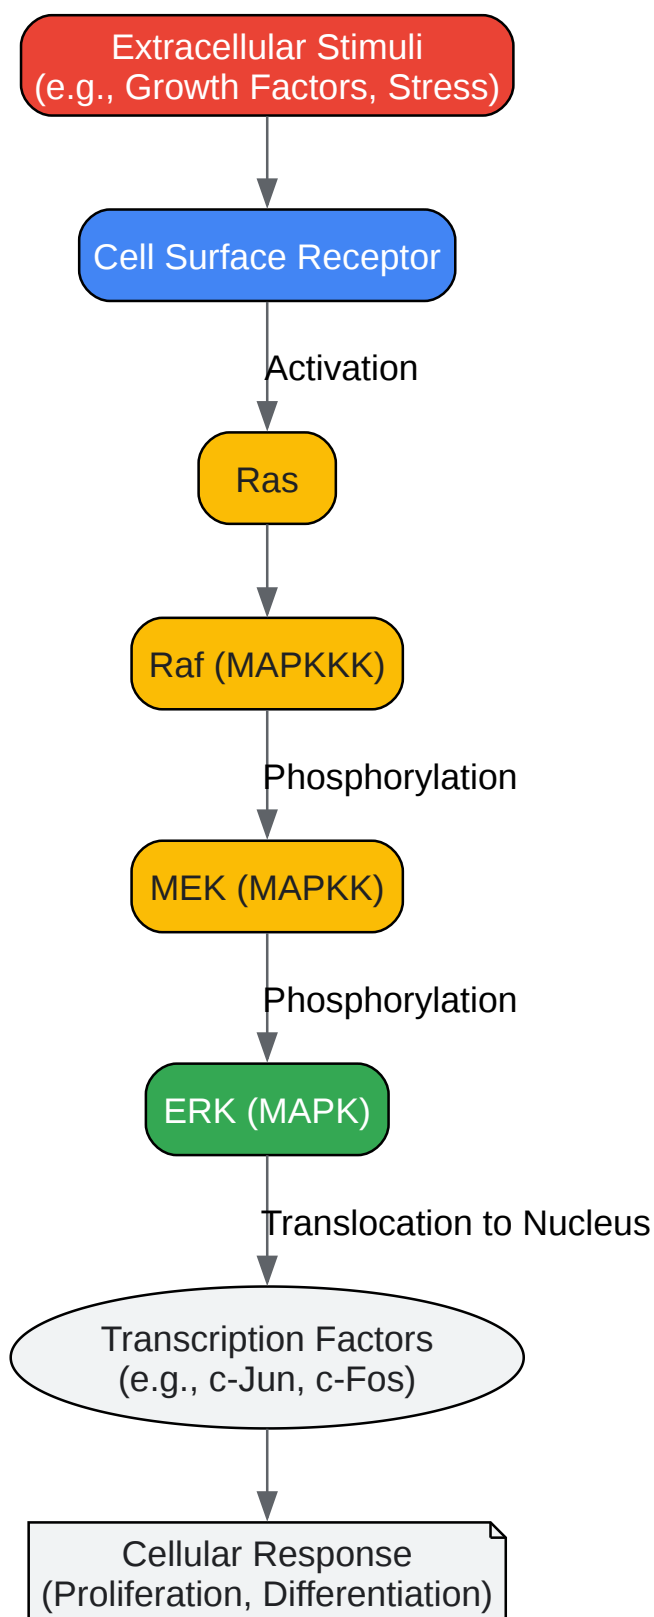 Extracellular Stimuli
(e.g., Growth Factors, Stress)
Cell Surface Receptor
Activation
Ras
Raf (MAPKKK)
Phosphorylation
MEK (MAPKK)
Phosphorylation
ERK (MAPK)
Translocation to Nucleus
Transcription Factors
(e.g., c-Jun, c-Fos)
Cellular Response
(Proliferation, Differentiation)